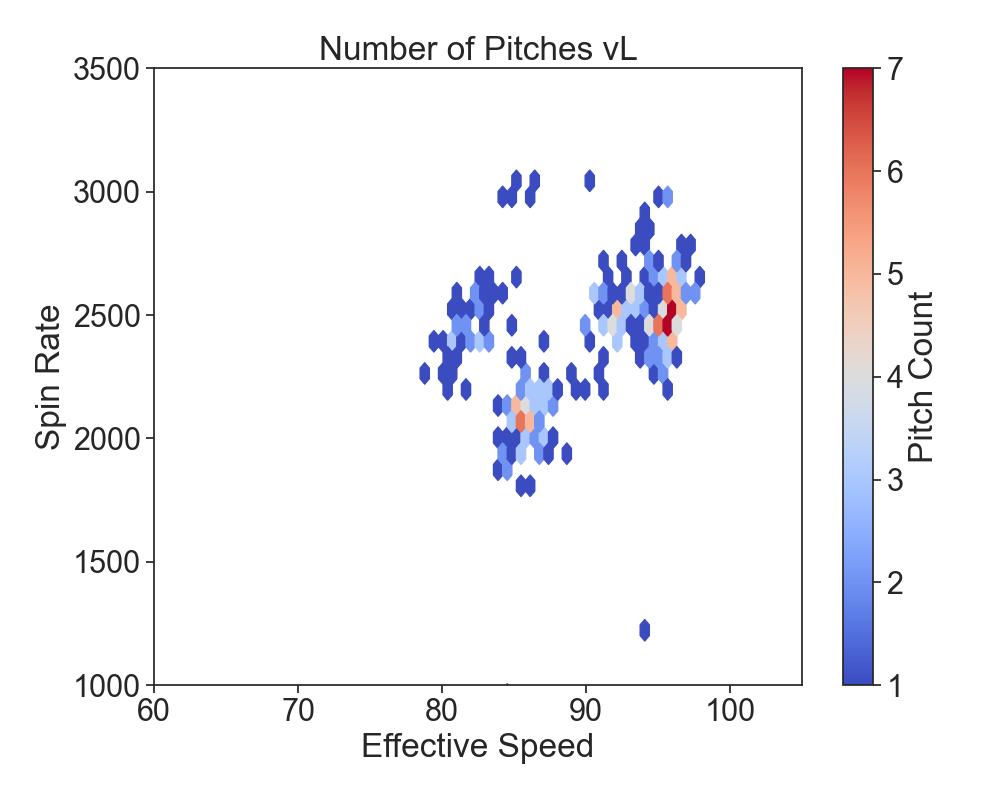 Number of Pitches vL
3500
3000
2500
2000
1500
1000
Spin Rate
60 70 80 90 100
Effective Speed
7
6
5
4
3
2
1
Pitch Count